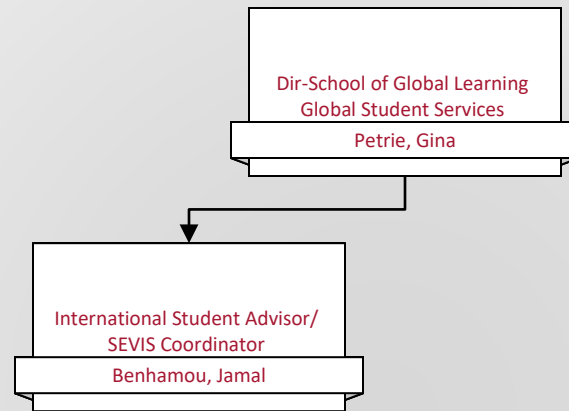 Dir-School of Global Learning
Global Student Services
Petrie, Gina
International Student Advisor/
SEVIS Coordinator
Benhamou, Jamal